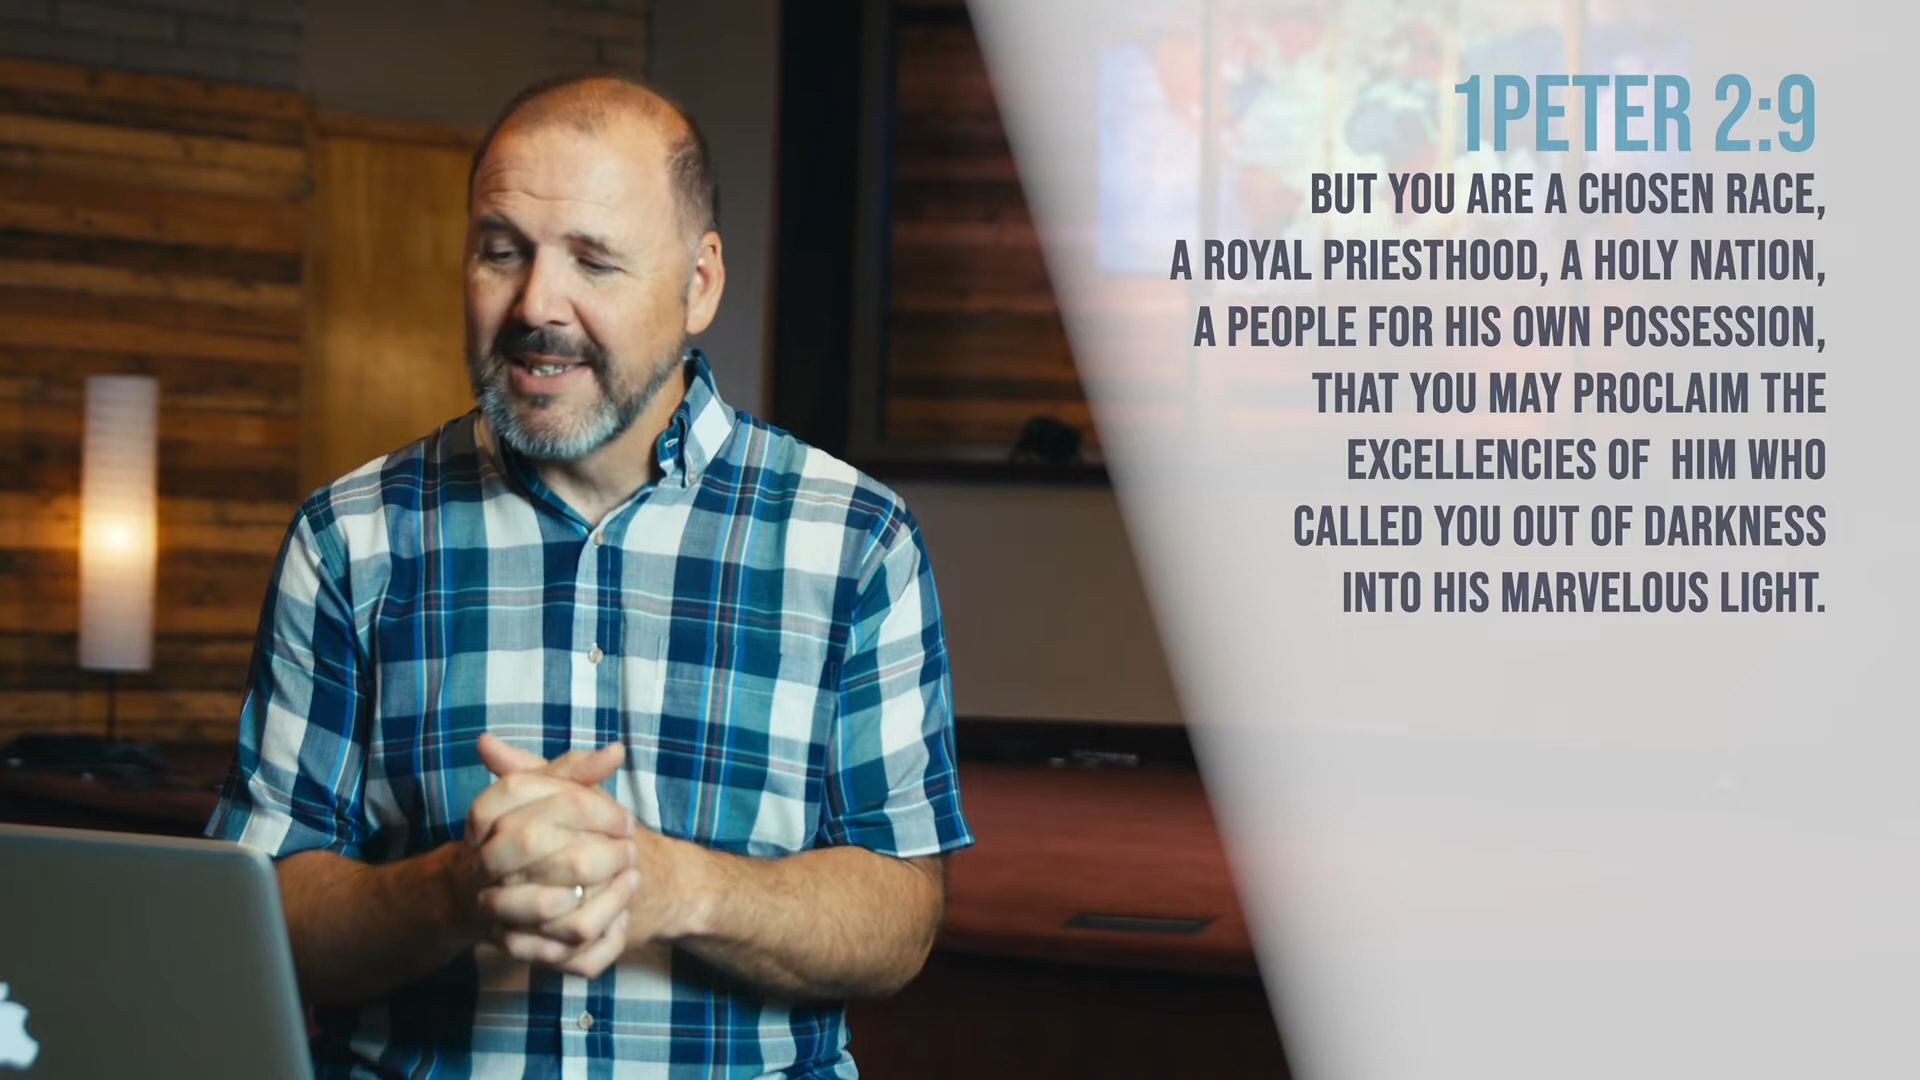 1PETER 2:9
BUT YOU ARE A CHOSEN RACE,
A ROYAL PRIESTHOOD, A HOLY NATION,
A PEOPLE FOR HIS OWN POSSESSION,
THAT YOU MAY PROCLAIM THE
EXCELLENCIES OF  HIM WHO
CALLED YOU OUT OF DARKNESS
INTO HIS MARVELOUS LIGHT.